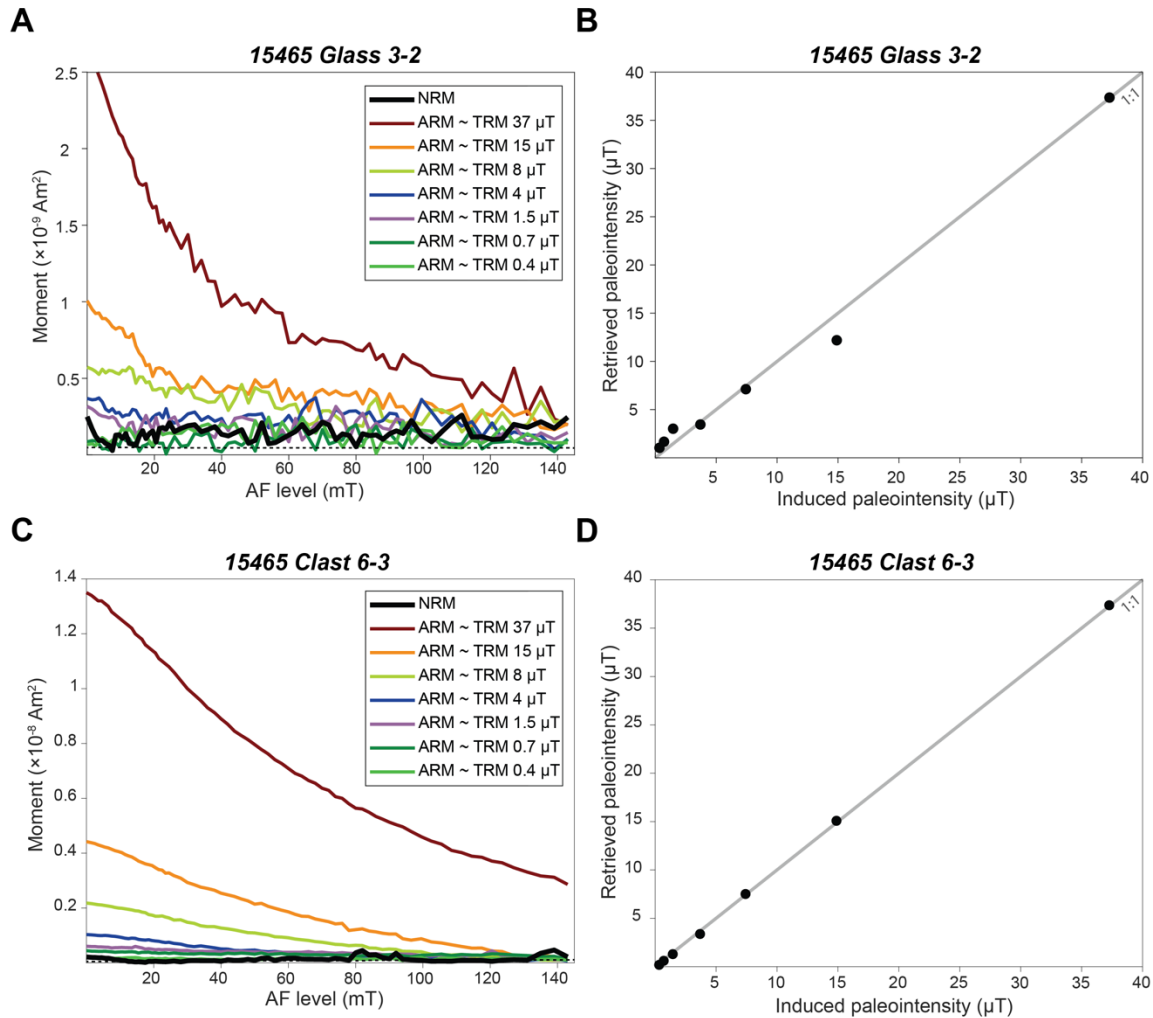 A
15465 Glass 3-2
2.5
2
1.5
1
0.5
Moment (×10⁻⁹ Am²)
NRM
ARM ~ TRM 37 µT
ARM ~ TRM 15 µT
ARM ~ TRM 8 µT
ARM ~ TRM 4 µT
ARM ~ TRM 1.5 µT
ARM ~ TRM 0.7 µT
ARM ~ TRM 0.4 µT
20 40 60 80 100 120 140
AF level (mT)
B
15465 Glass 3-2
40
35
30
25
20
15
10
5
Retrieved paleointensity (µT)
1:1
5 10 15 20 25 30 35 40
Induced paleointensity (µT)
C
15465 Clast 6-3
1.4
1.2
1
0.8
0.6
0.4
0.2
Moment (×10⁻⁸ Am²)
NRM
ARM ~ TRM 37 µT
ARM ~ TRM 15 µT
ARM ~ TRM 8 µT
ARM ~ TRM 4 µT
ARM ~ TRM 1.5 µT
ARM ~ TRM 0.7 µT
ARM ~ TRM 0.4 µT
20 40 60 80 100 120 140
AF level (mT)
D
15465 Clast 6-3
40
35
30
25
20
15
10
5
Retrieved paleointensity (µT)
1:1
5 10 15 20 25 30 35 40
Induced paleointensity (µT)